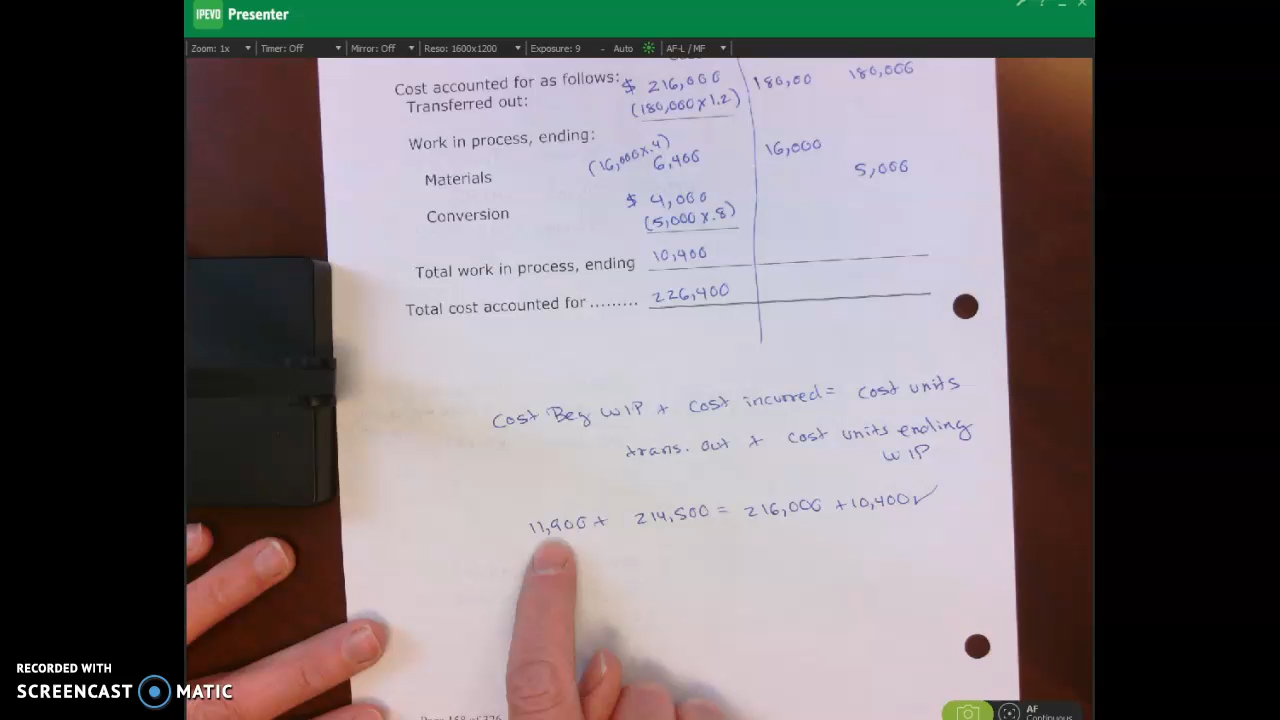 IPEVO Presenter
Zoom: 1x Timer: Off Mirror: Off Reso: 1600x1200 Exposure: 9 - Auto AF-L / MF
Cost accounted for as follows: $ 216,000 180,00 180,000
Transferred out: (180,000 x 1.2)
Work in process, ending:
(16,000 x .4) 16,000
Materials 6,400 5,000
$ 4,000
Conversion (5,000 x .8)
Total work in process, ending 10,400
Total cost accounted for ......... 226,400
Cost Beg WIP + cost incurred = cost units
trans. out + cost units ending
WIP
11,900 + 214,500 = 216,000 + 10,400 ✓
RECORDED WITH
SCREENCAST MATIC
AF
Continuous